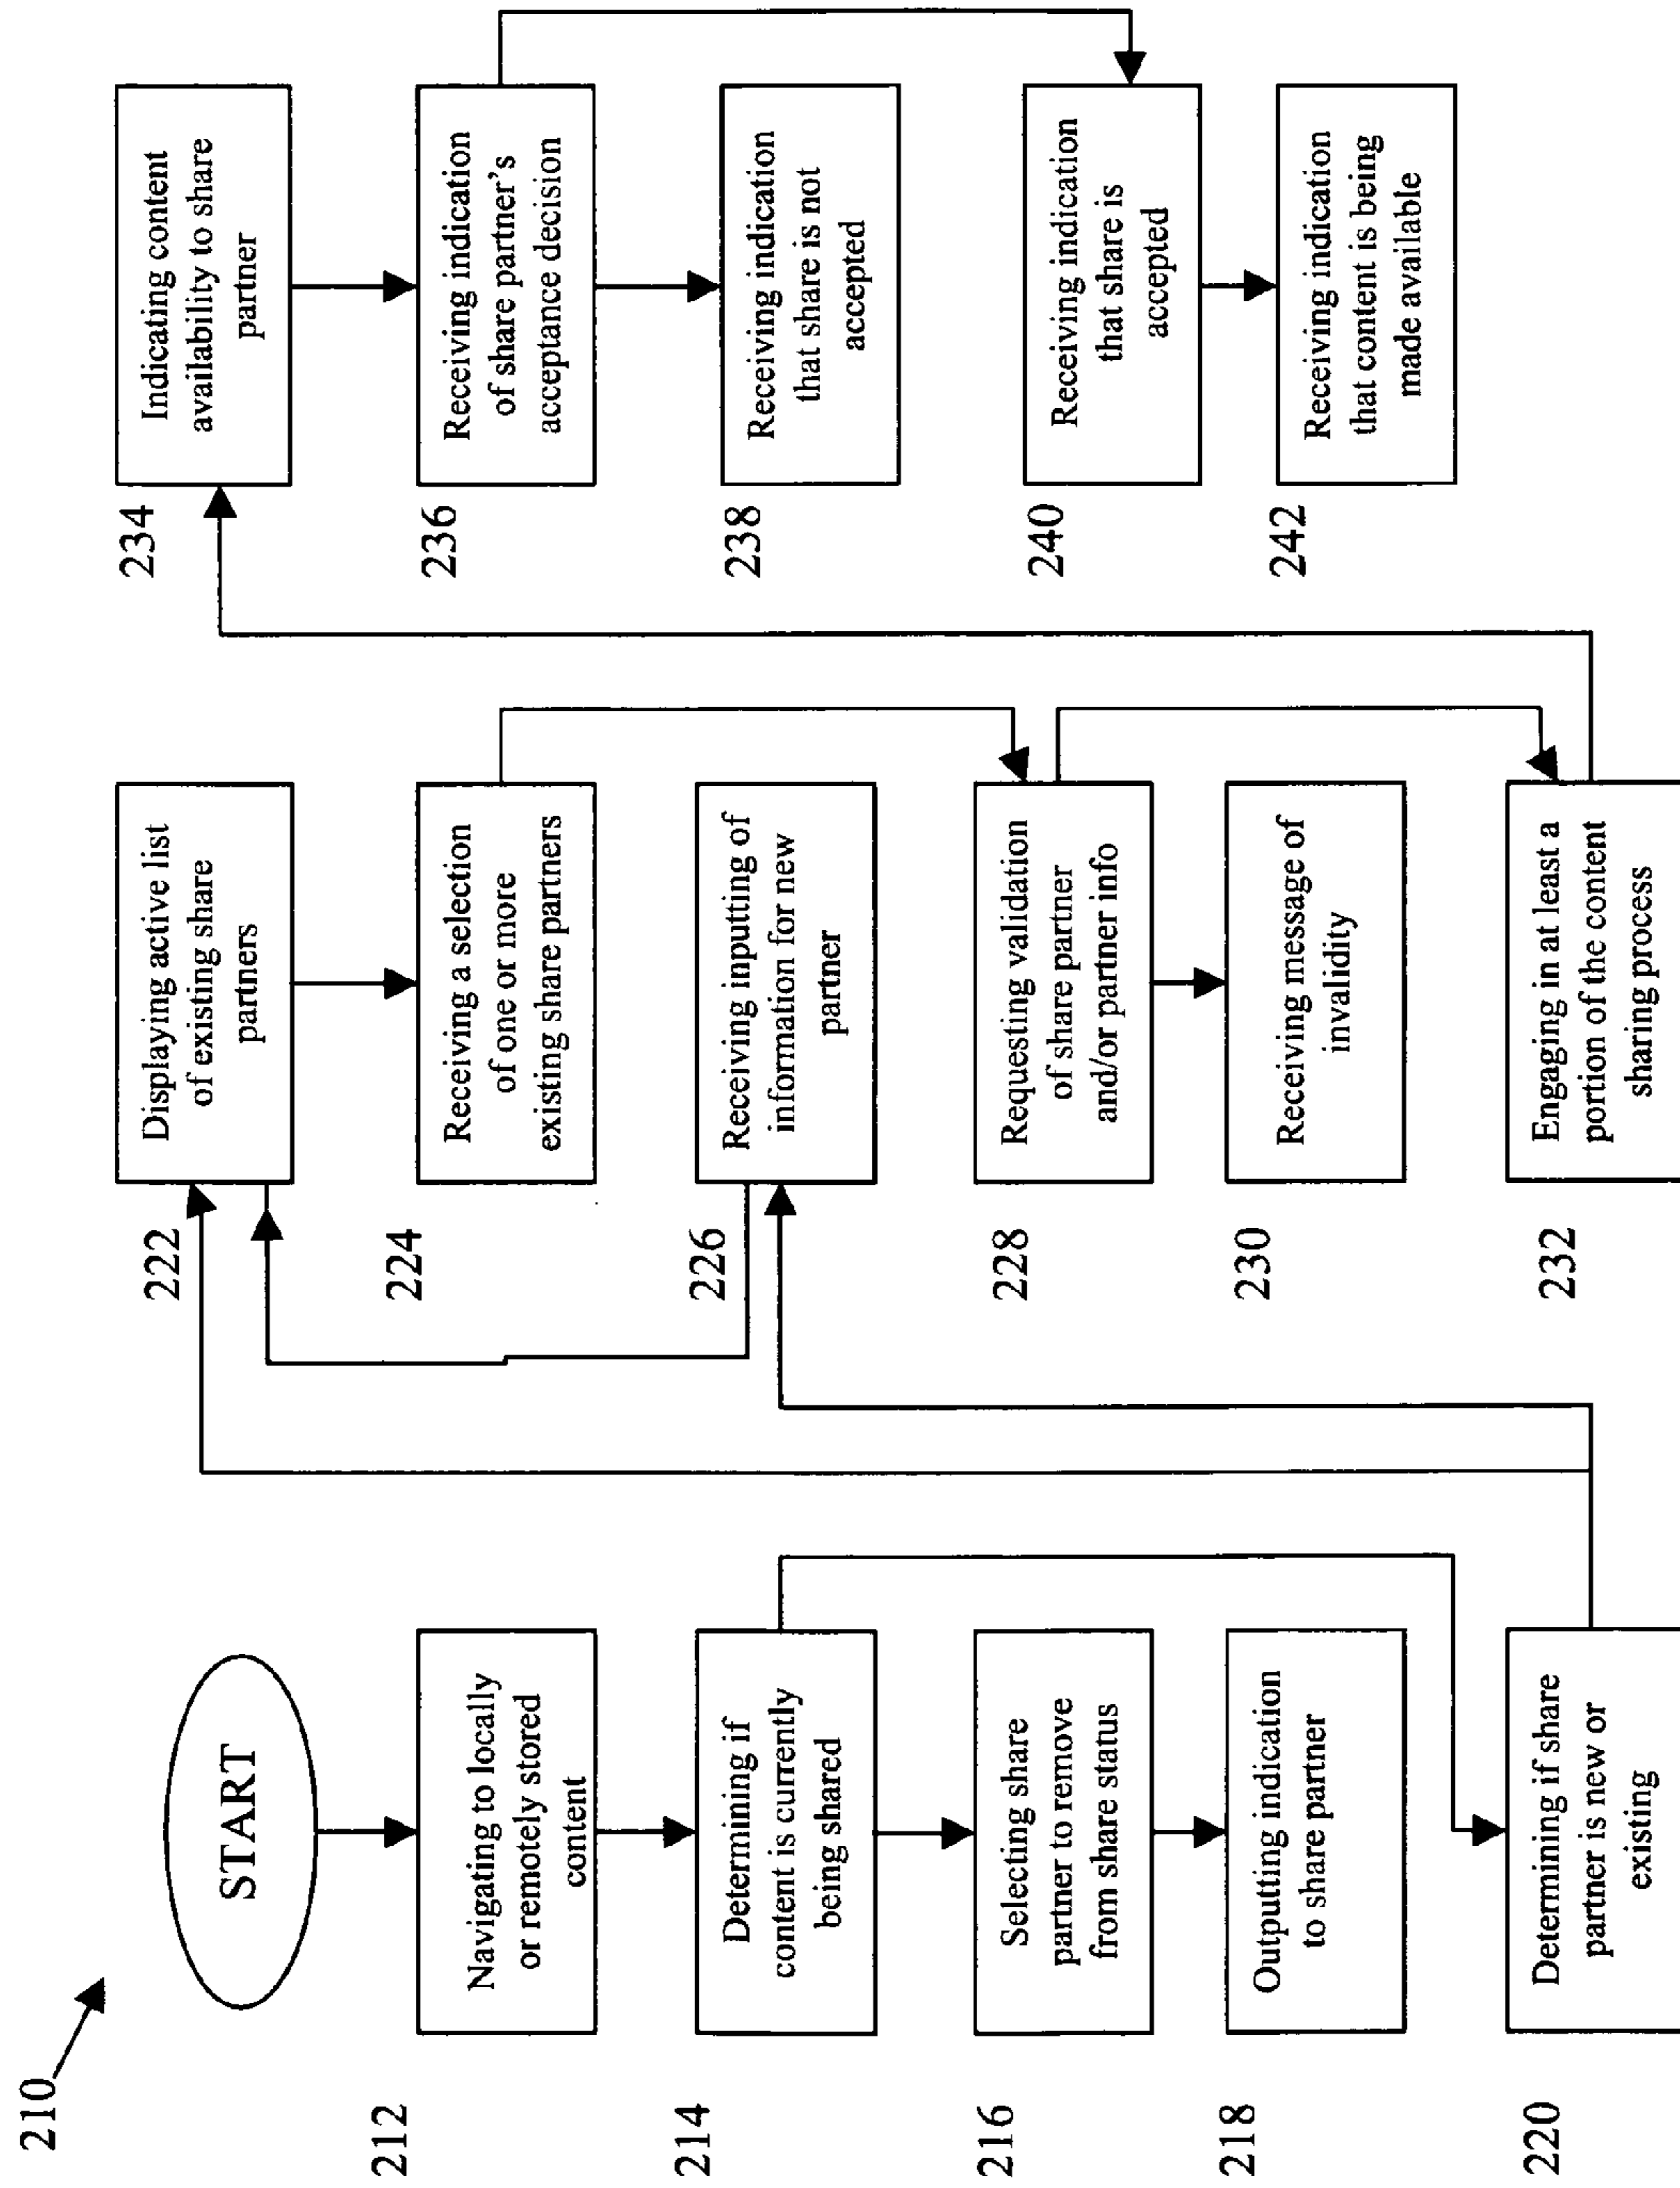 210
START
212
Navigating to locally
or remotely stored
content
214
Determining if
content is currently
being shared
216
Selecting share
partner to remove
from share status
218
Outputting indication
to share partner
220
Determining if share
partner is new or
existing
222
Displaying active list
of existing share
partners
224
Receiving a selection
of one or more
existing share partners
226
Receiving inputing of
information for new
partner
228
Requesting validation
of share partner
and/or partner info
230
Receiving message of
invalidity
232
Engaging in at least a
portion of the content
sharing process
234
Indicating content
availability to share
partner
236
Receiving indication
of share partner's
acceptance decision
238
Receiving indication
that share is not
accepted
240
Receiving indication
that share is
accepted
242
Receiving indication
that content is being
made available